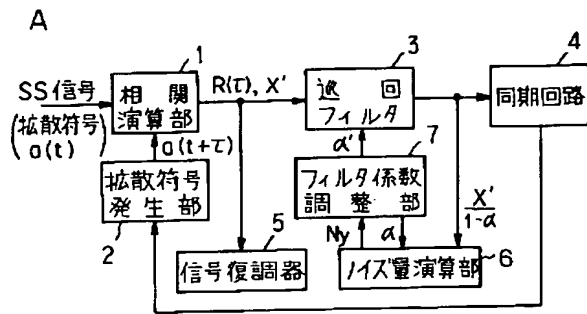 A
1
3
4
SS信号
(拡散符号)
a(t)
相関
演算部
R(τ), X'
巡回
フィルタ
同期回路
a(t+τ)
α'
7
拡散符号
発生部
フィルタ係数
調整部
X'
1-α
2
5
Ny
α
信号復調器
ノイズ量演算部
6